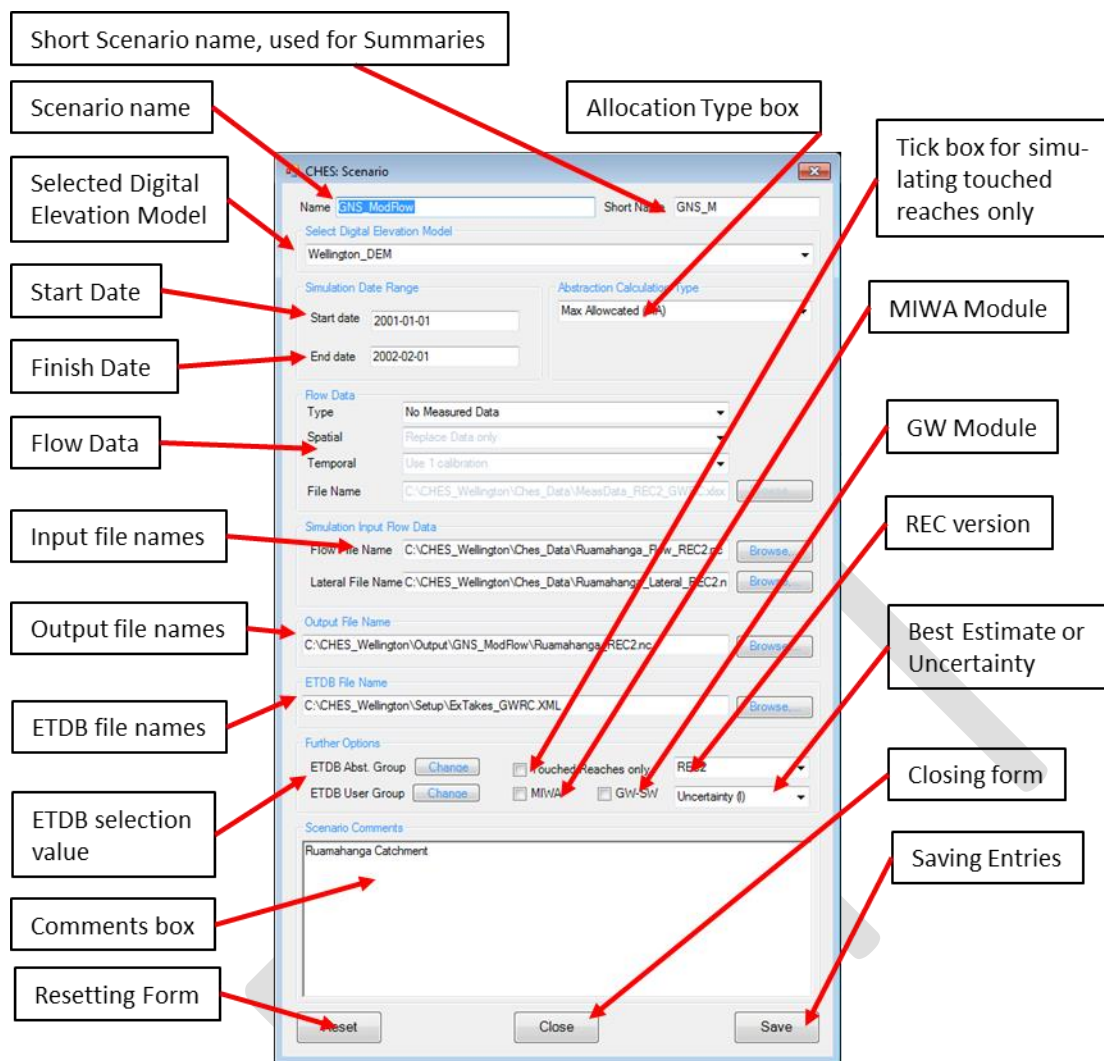 Short Scenario name, used for Summaries
Scenario name
Allocation Type box
Tick box for simu-
lating touched
reaches only
Selected Digital
Elevation Model
Start Date
MIWA Module
Finish Date
GW Module
Flow Data
REC version
Input file names
Output file names
Best Estimate or
Uncertainty
ETDB file names
Closing form
ETDB selection
value
Saving Entries
Comments box
Resetting Form
CHES: Scenario
Name GNS_ModFlow Short Name GNS_M
Select Digital Elevation Model
Wellington_DEM
Simulation Date Range Abstraction Calculation Type
Start date 2001-01-01 Max Allowcated (MA)
End date 2002-02-01
Flow Data
Type No Measured Data
Spatial Replace Data only
Temporal Use 1 calibration
File Name C:\CHES_Wellington\Ches_Data\MeasData_REC2_GWRC.xlsx
Simulation Input Flow Data
Flow File Name C:\CHES_Wellington\Ches_Data\Ruamahanga_Flow_REC2.nc Browse...
Lateral File Name C:\CHES_Wellington\Ches_Data\Ruamahanga_Lateral_REC2.n Browse...
Output File Name
C:\CHES_Wellington\Output\GNS_ModFlow\Ruamahanga_REC2.nc Browse...
ETDB File Name
C:\CHES_Wellington\Setup\ExTakes_GWRC.XML Browse...
Further Options
ETDB Abst. Group Change Touched Reaches only REC2
ETDB User Group Change MIWA GW-SW Uncertainty (I)
Scenario Comments
Ruamahanga Catchment
Reset Close Save